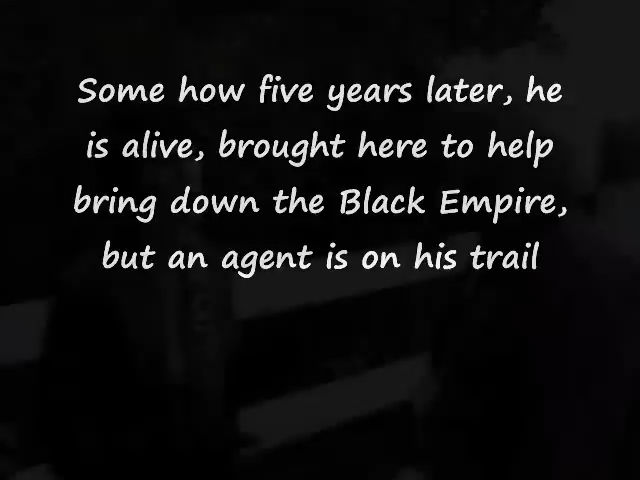 Some how five years later, he
is alive, brought here to help
bring down the Black Empire,
but an agent is on his trail